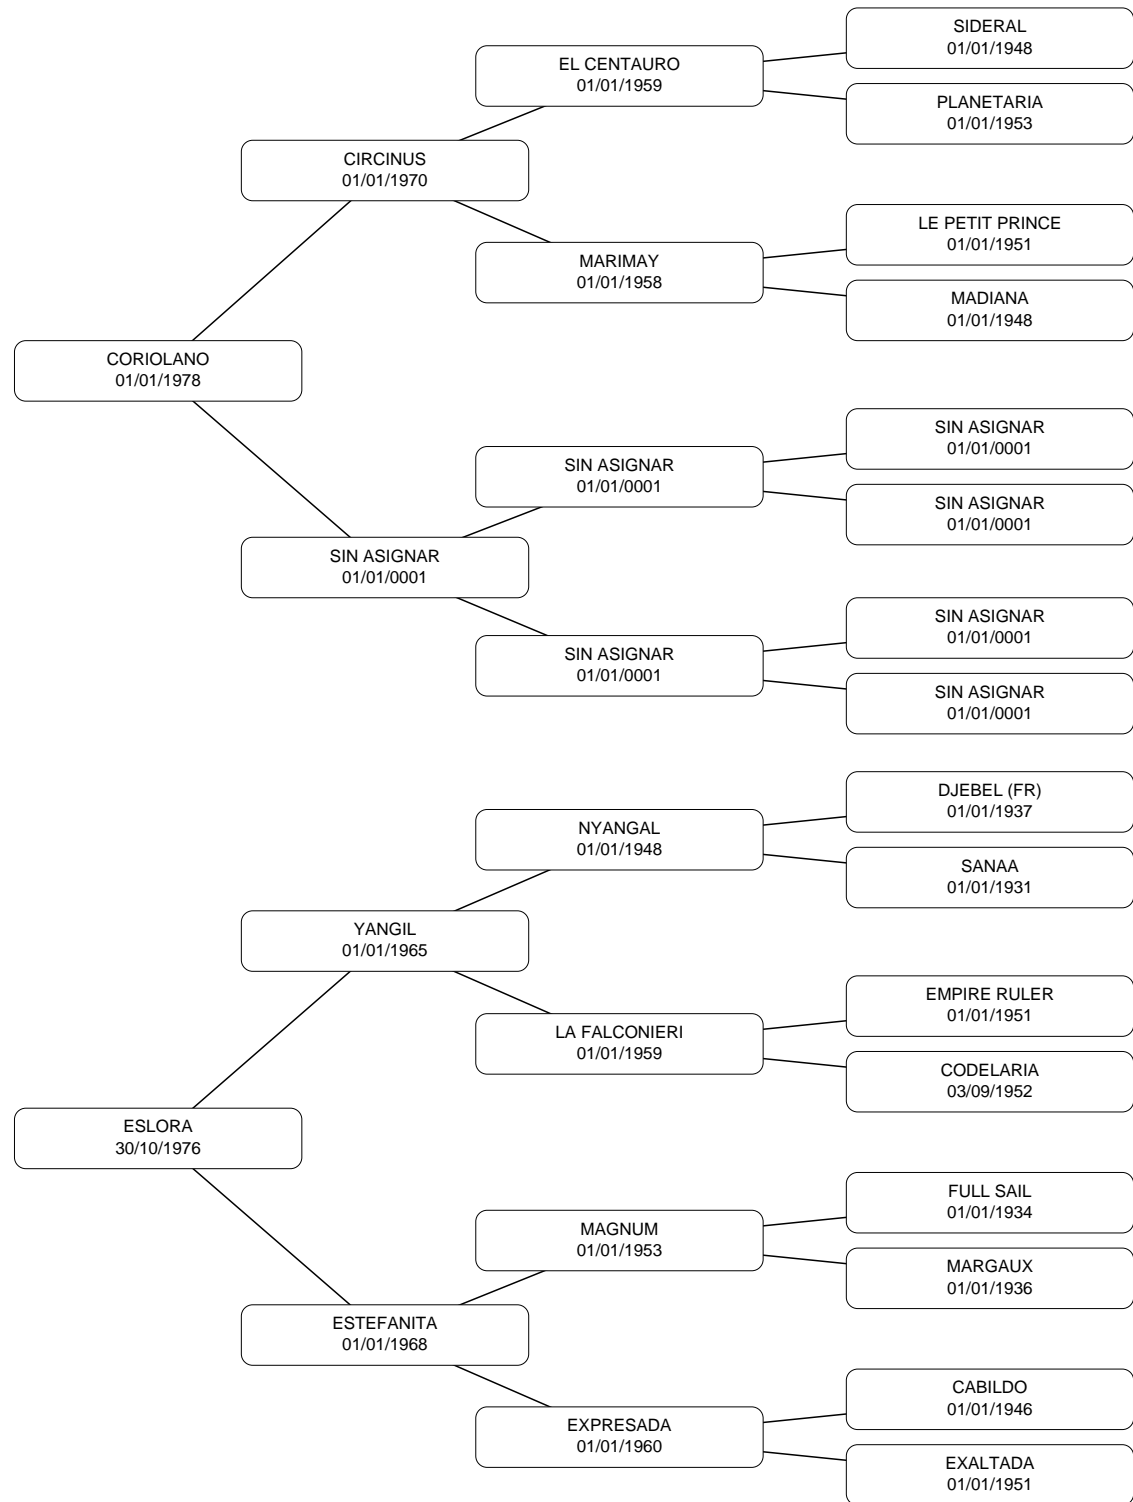 SIDERAL
01/01/1948
EL CENTAURO
01/01/1959
PLANETARIA
01/01/1953
CIRCINUS
01/01/1970
LE PETIT PRINCE
01/01/1951
MARIMAY
01/01/1958
MADIANA
01/01/1948
CORIOLANO
01/01/1978
SIN ASIGNAR
01/01/0001
SIN ASIGNAR
01/01/0001
SIN ASIGNAR
01/01/0001
SIN ASIGNAR
01/01/0001
SIN ASIGNAR
01/01/0001
SIN ASIGNAR
01/01/0001
SIN ASIGNAR
01/01/0001
DJEBEL (FR)
01/01/1937
NYANGAL
01/01/1948
SANAA
01/01/1931
YANGIL
01/01/1965
EMPIRE RULER
01/01/1951
LA FALCONIERI
01/01/1959
CODELARIA
03/09/1952
ESLORA
30/10/1976
FULL SAIL
01/01/1934
MAGNUM
01/01/1953
MARGAUX
01/01/1936
ESTEFANITA
01/01/1968
CABILDO
01/01/1946
EXPRESADA
01/01/1960
EXALTADA
01/01/1951